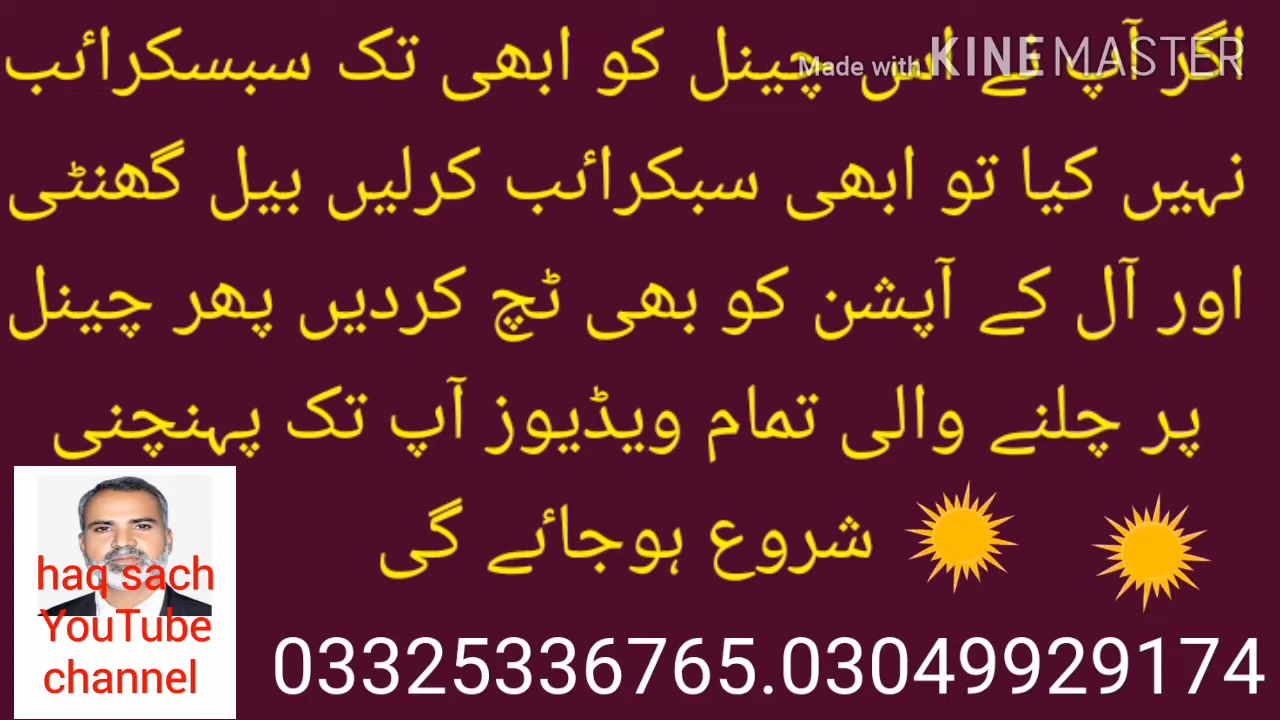 اگر آپ نے اس چینل کو ابھی تک سبسکرائب
Made with KINEMASTER
نہیں کیا تو ابھی سبکرائب کرلیں بیل گھنٹی
اور آل کے آپشن کو بھی ٹچ کردیں پھر چینل
پر چلنے والی تمام ویڈیوز آپ تک پہنچنی
شروع ہوجائے گی
haq sach
YouTube
channel
03325336765.03049929174